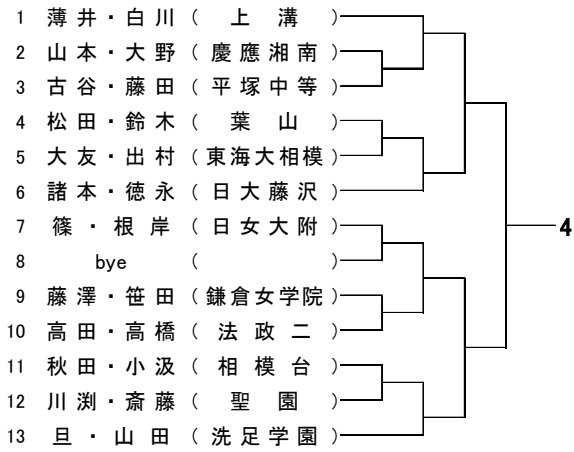 1 薄井・白川 ( 上溝 )
2 山本・大野 ( 慶應湘南 )
3 古谷・藤田 ( 平塚中等 )
4 松田・鈴木 ( 葉山 )
5 大友・出村 (東海大相模)
6 諸本・徳永 ( 日大藤沢 )
7 篠・根岸 ( 日女大附 )
4
8 bye ( )
9 藤澤・笹田 (鎌倉女学院)
10 高田・高橋 ( 法政二 )
11 秋田・小汲 ( 相模台 )
12 川渕・斎藤 ( 聖園 )
13 旦・山田 ( 洗足学園 )